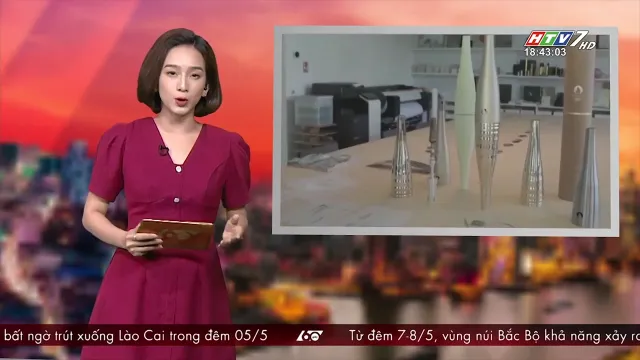 HTV7 HD
18:43:03
bất ngờ trút xuống Lào Cai trong đêm 05/5
60
Từ đêm 7-8/5, vùng núi Bắc Bộ khả năng xảy ra